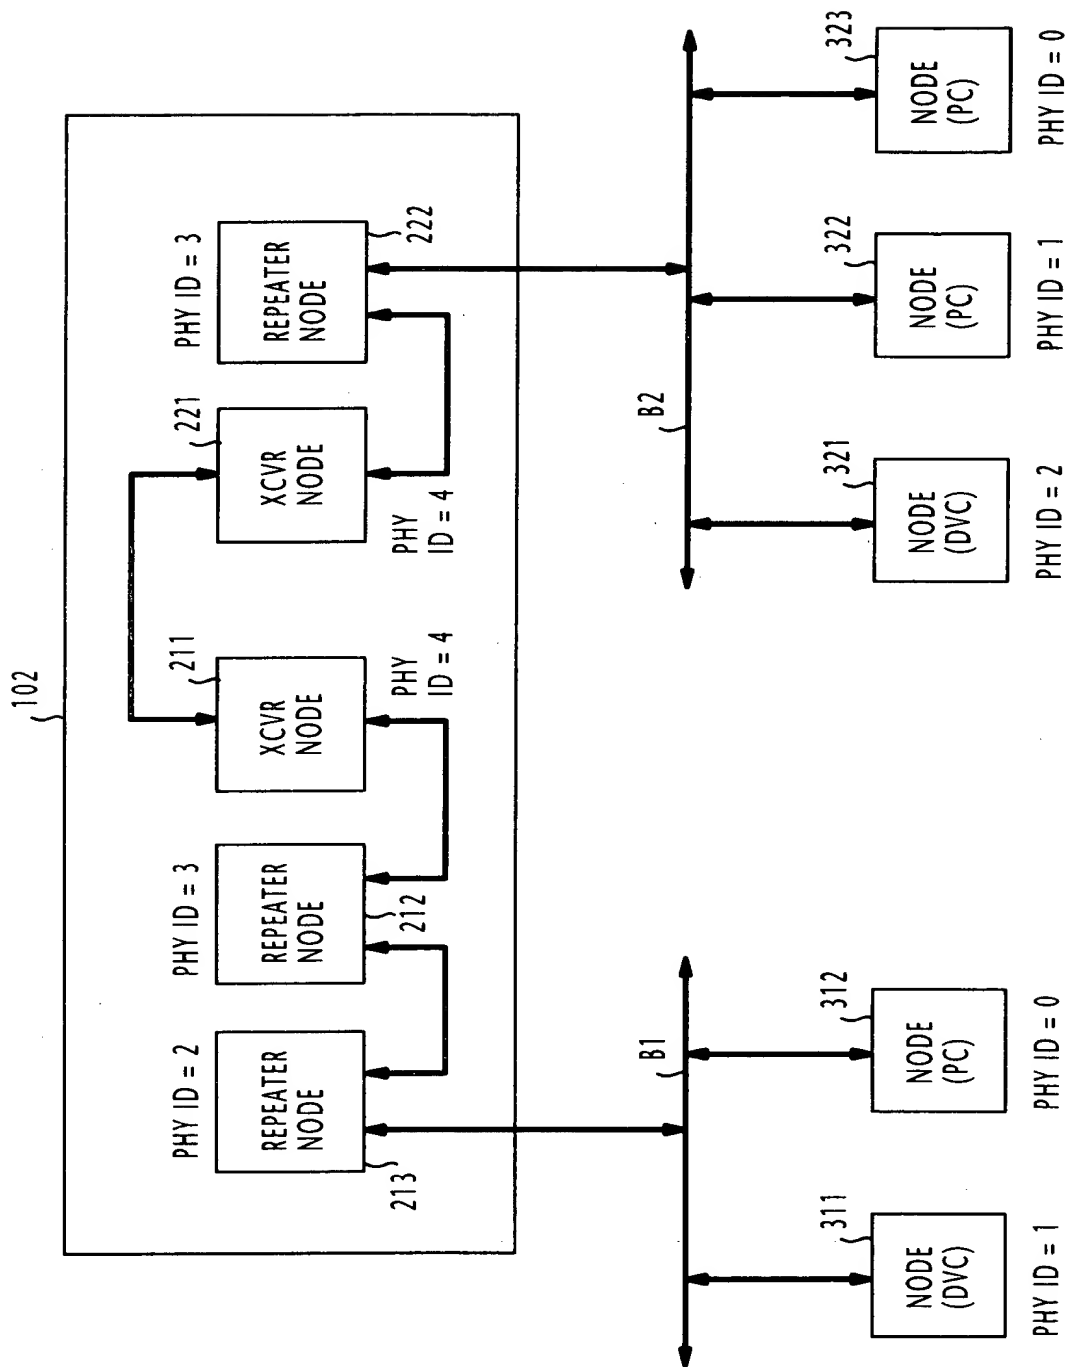 102
PHY ID = 2
PHY ID = 3
211
221
PHY ID = 3
REPEATER
NODE
REPEATER
NODE
XCVR
NODE
XCVR
NODE
REPEATER
NODE
213
212
PHY
ID = 4
PHY
ID = 4
222
B1
B2
311
NODE
(DVC)
PHY ID = 1
312
NODE
(PC)
PHY ID = 0
321
NODE
(DVC)
PHY ID = 2
322
NODE
(PC)
PHY ID = 1
323
NODE
(PC)
PHY ID = 0